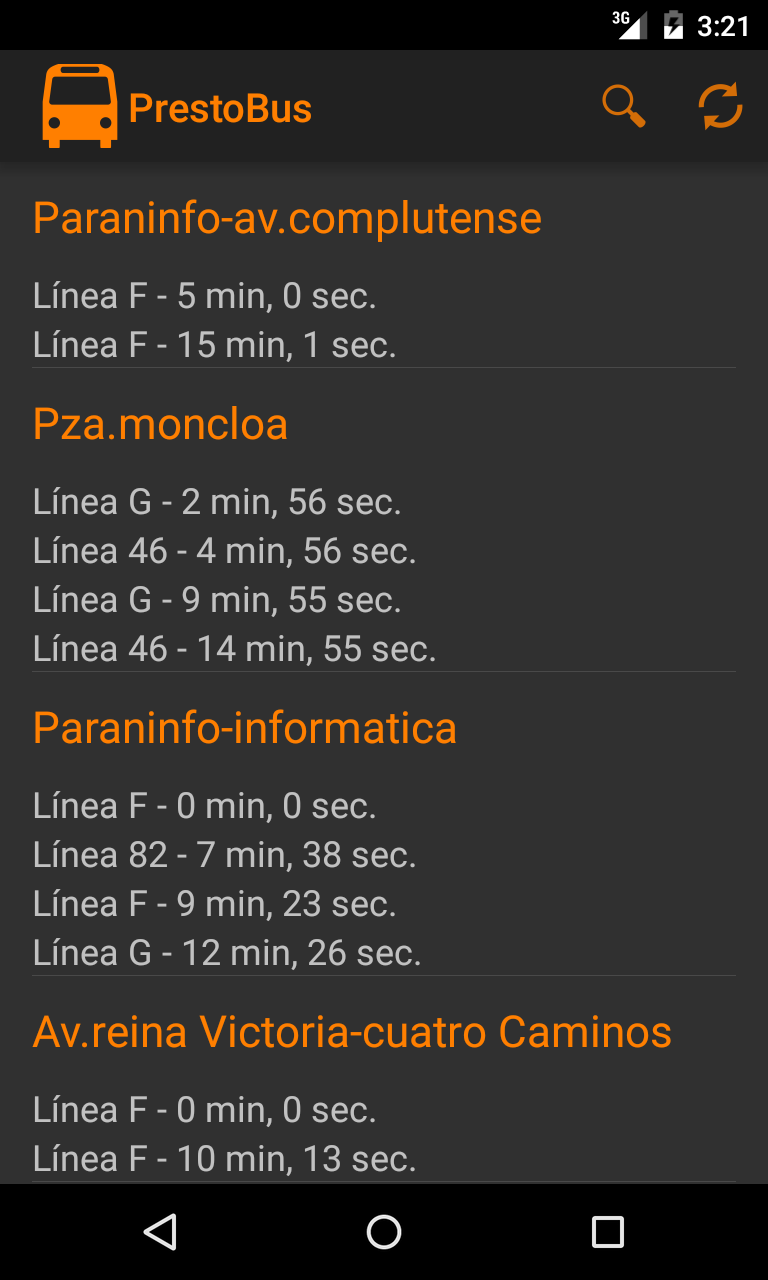 3G 3:21
PrestoBus
Paraninfo-av.complutense
Línea F - 5 min, 0 sec.
Línea F - 15 min, 1 sec.
Pza.moncloa
Línea G - 2 min, 56 sec.
Línea 46 - 4 min, 56 sec.
Línea G - 9 min, 55 sec.
Línea 46 - 14 min, 55 sec.
Paraninfo-informatica
Línea F - 0 min, 0 sec.
Línea 82 - 7 min, 38 sec.
Línea F - 9 min, 23 sec.
Línea G - 12 min, 26 sec.
Av.reina Victoria-cuatro Caminos
Línea F - 0 min, 0 sec.
Línea F - 10 min, 13 sec.